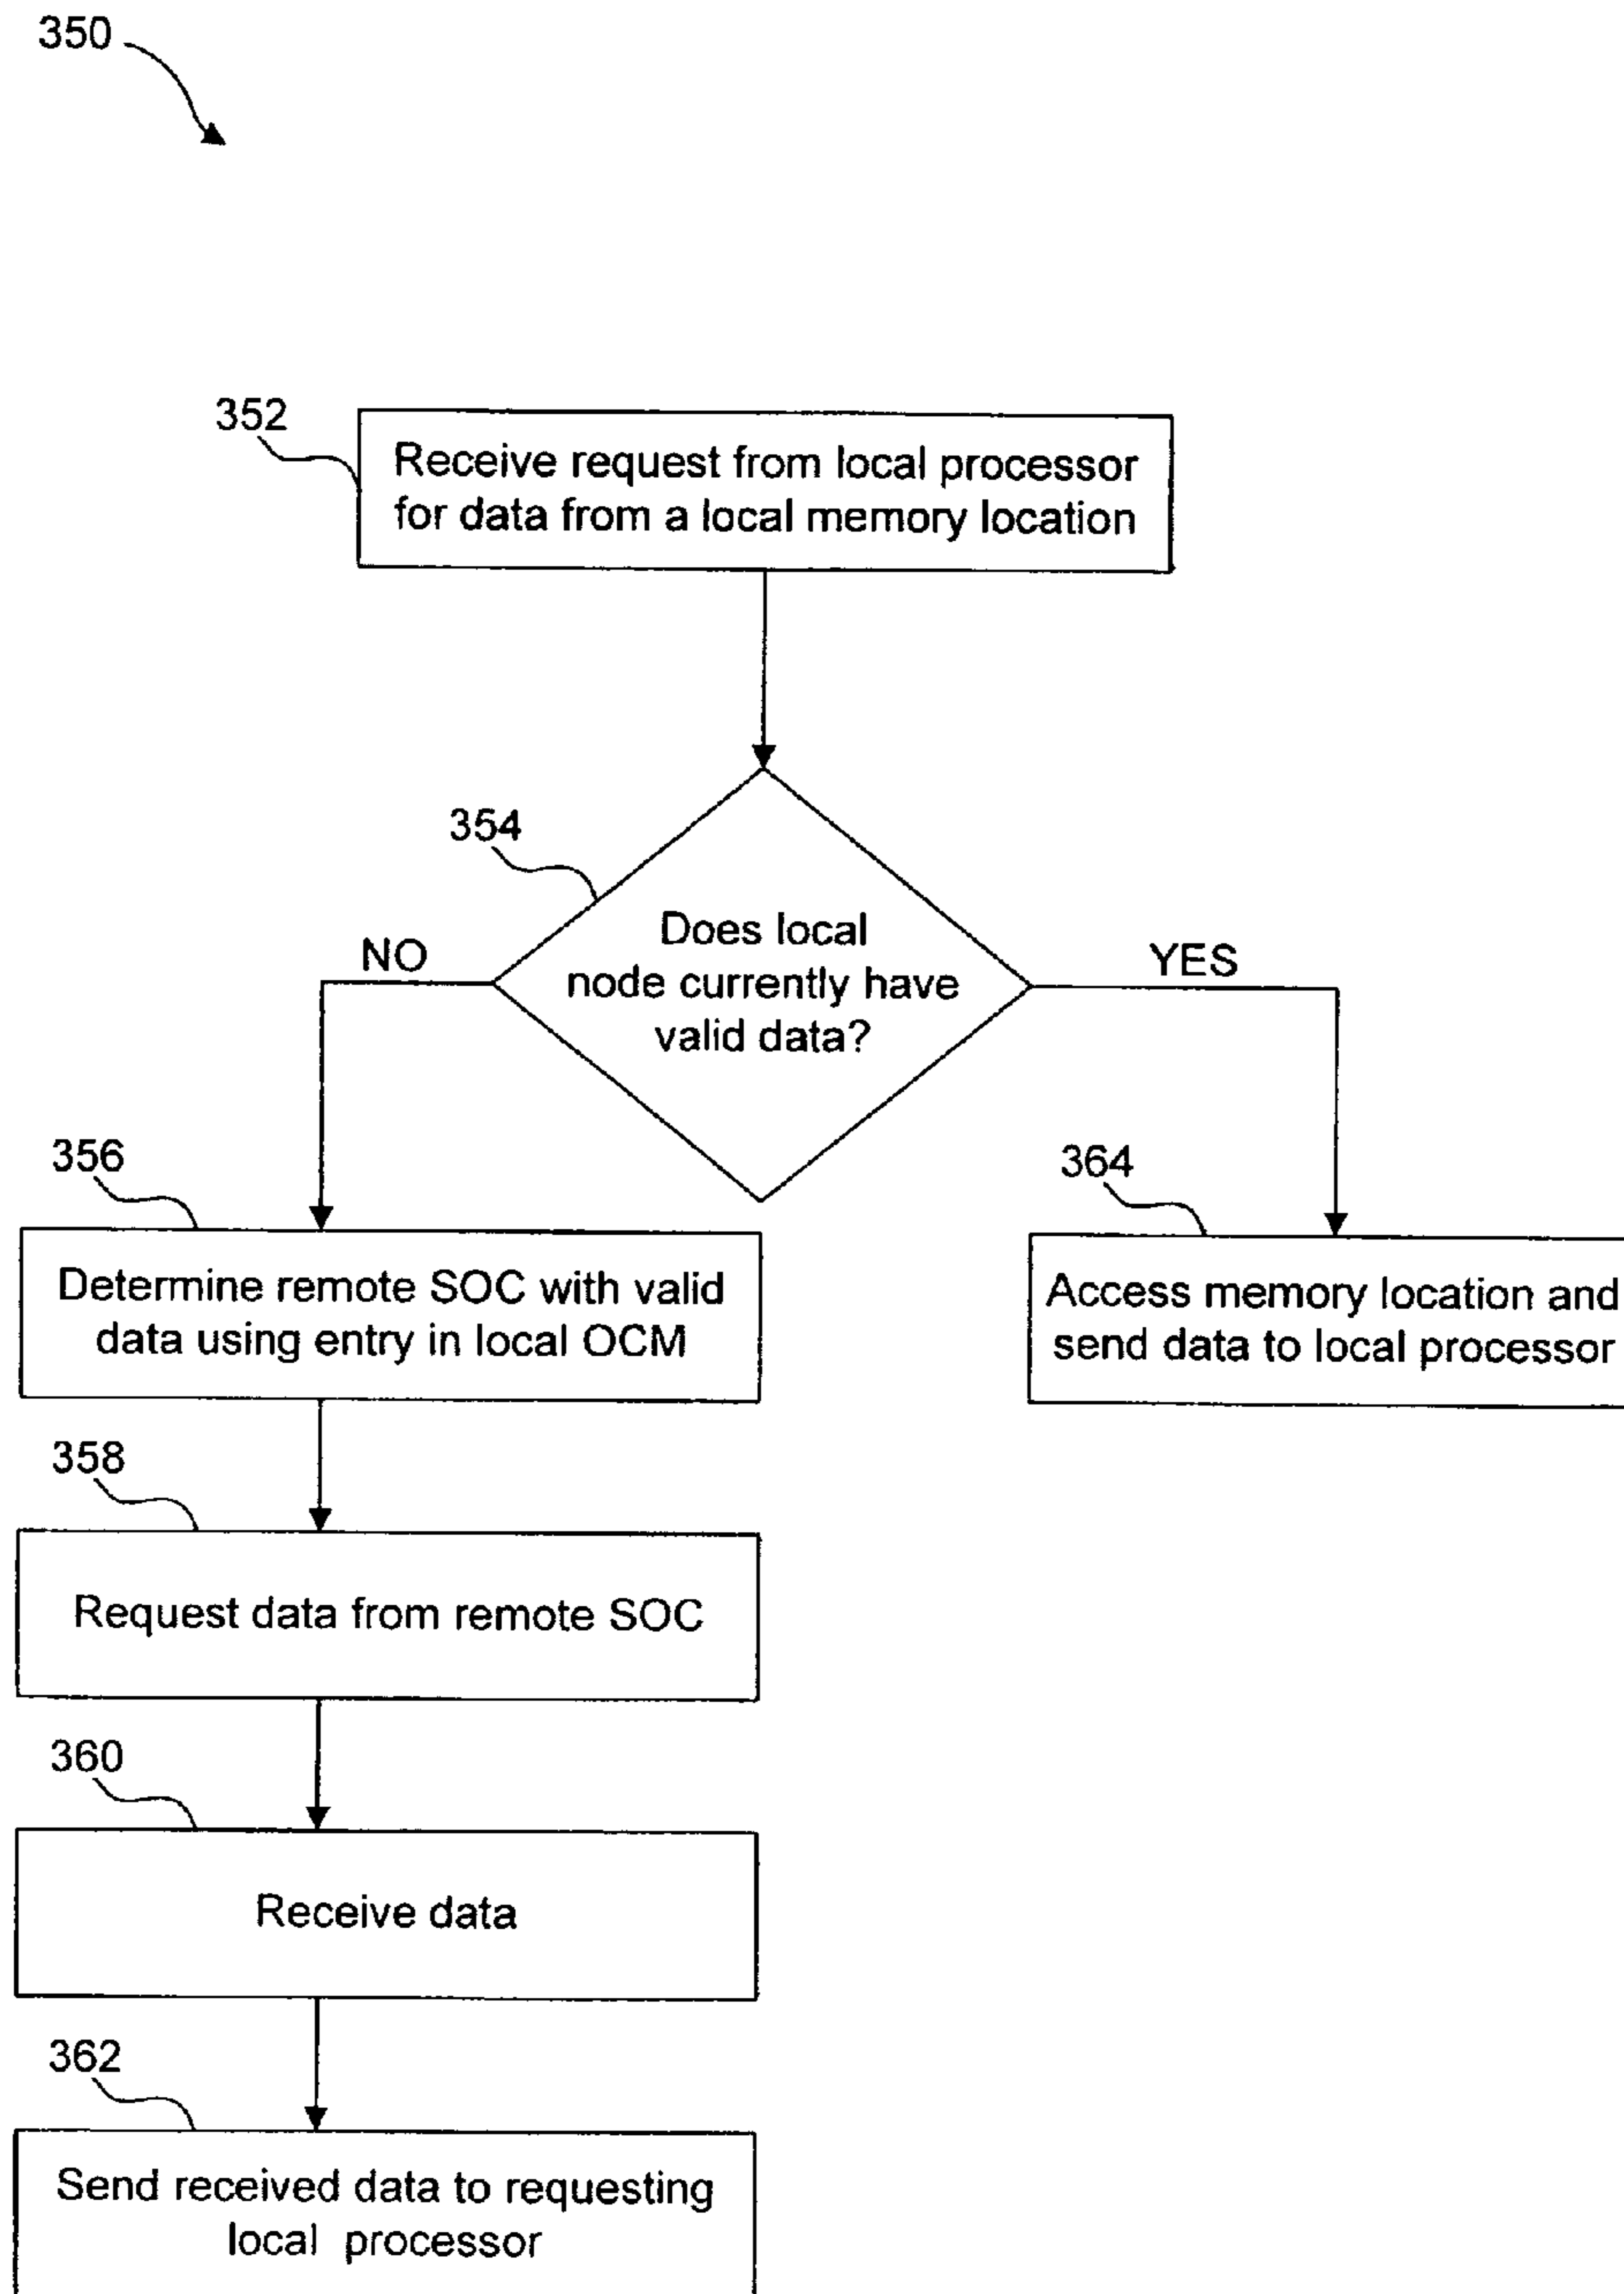 350
352
Receive request from local processor
for data from a local memory location
354
Does local
node currently have
valid data?
NO
YES
356
Determine remote SOC with valid
data using entry in local OCM
364
Access memory location and
send data to local processor
358
Request data from remote SOC
360
Receive data
362
Send received data to requesting
local processor